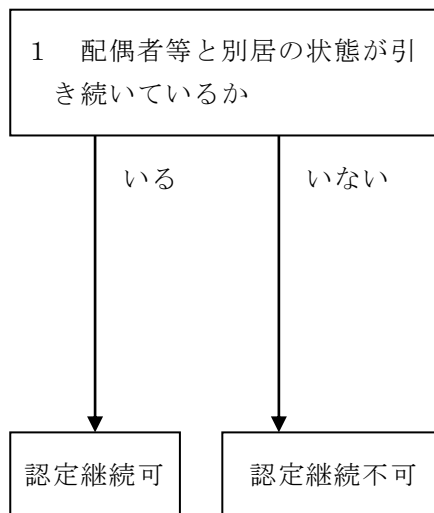 １　配偶者等と別居の状態が引
き続いているか
いる
いない
認定継続可
認定継続不可